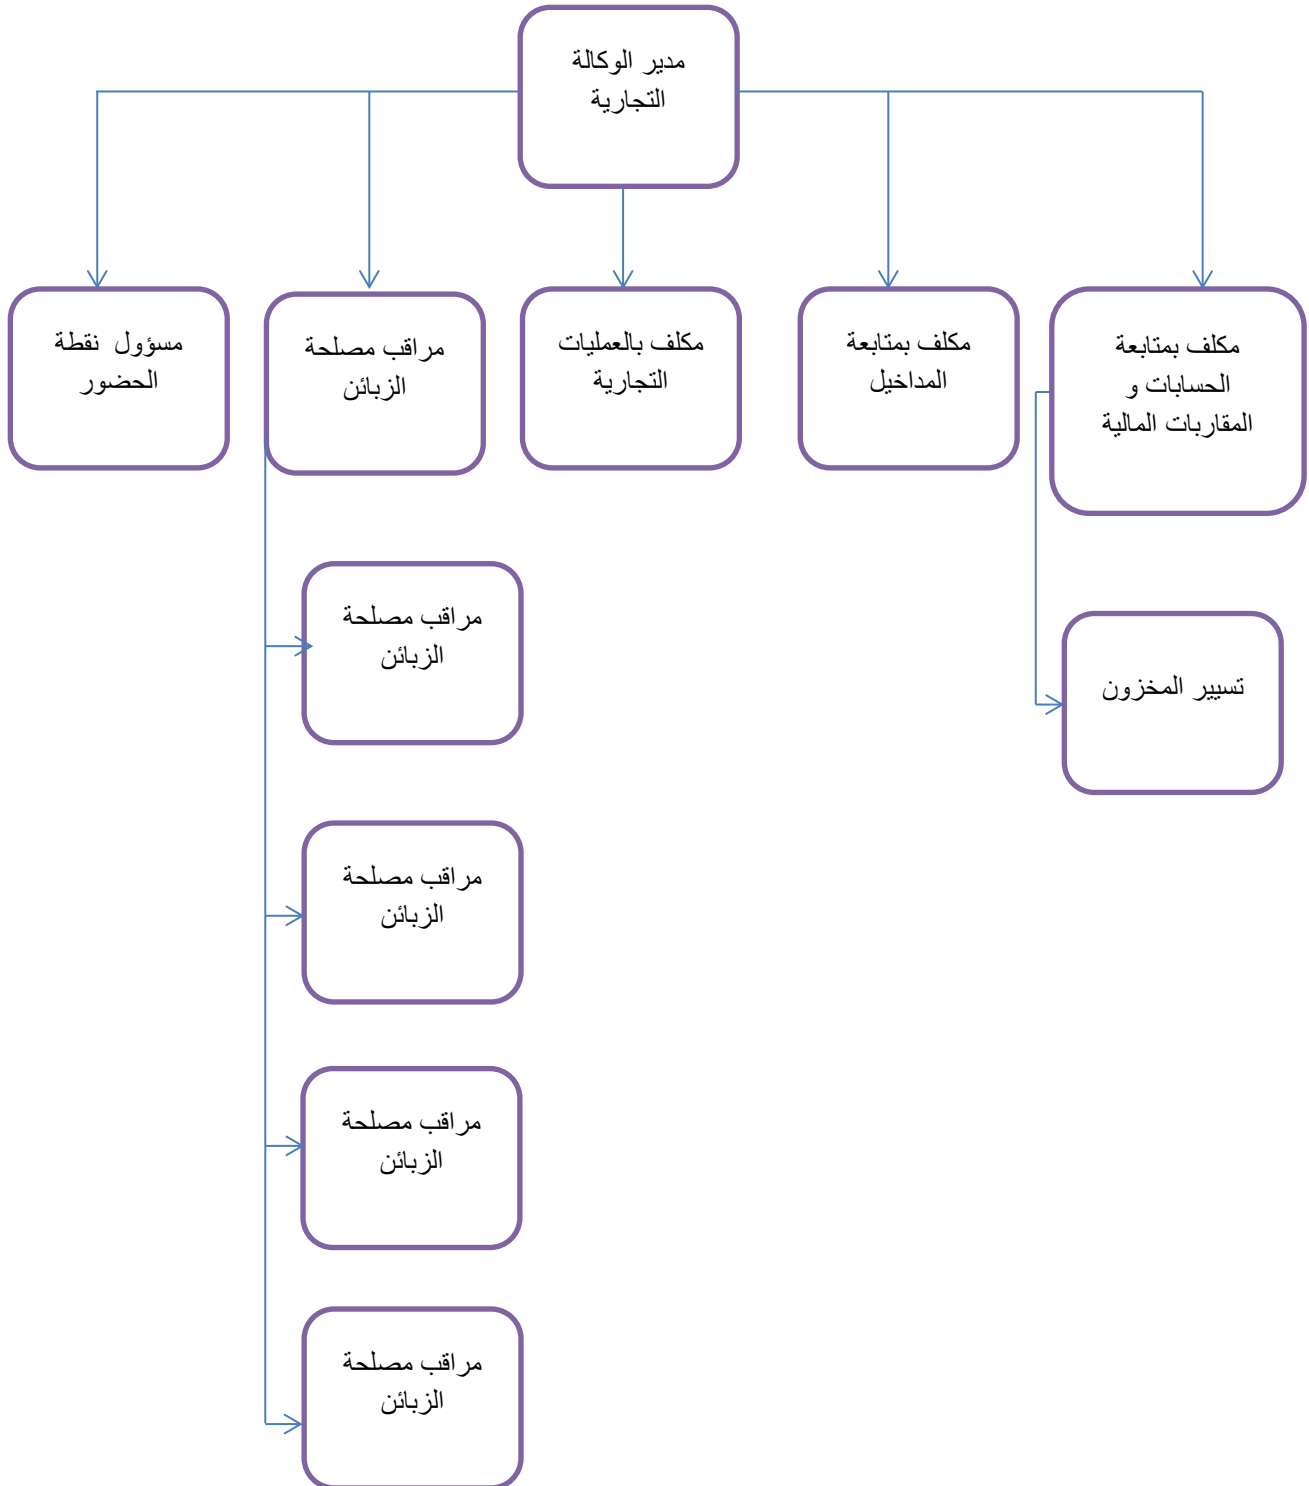 مدير الوكالة
التجارية
مكلف بمتابعة
الحسابات و
المقاربات المالية
مكلف بمتابعة
المداخيل
مكلف بالعمليات
التجارية
مراقب مصلحة
الزبائن
مسؤول نقطة
الحضور
مراقب مصلحة
الزبائن
تسيير المخزون
مراقب مصلحة
الزبائن
مراقب مصلحة
الزبائن
مراقب مصلحة
الزبائن